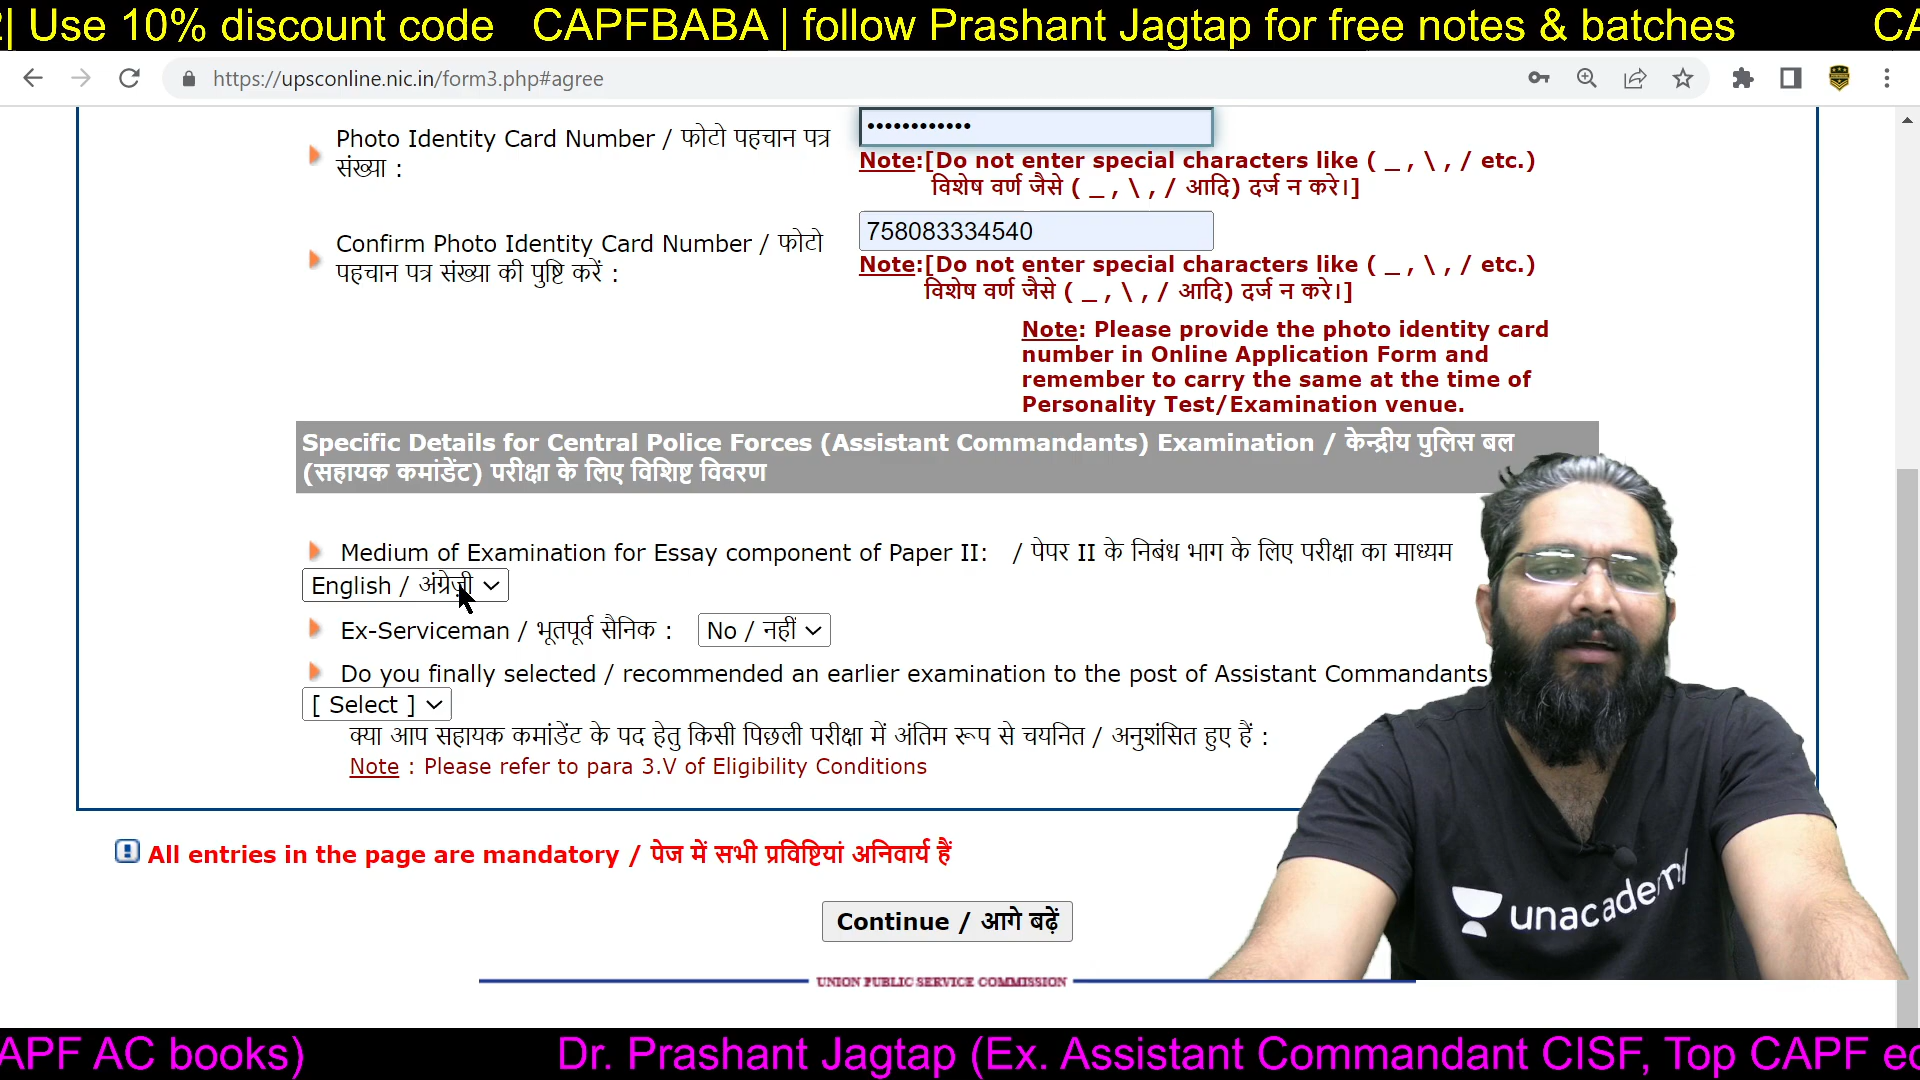 | Use 10% discount code CAPFBABA | follow Prashant Jagtap for free notes & batches
https://upsconline.nic.in/form3.php#agree
Photo Identity Card Number / फोटो पहचान पत्र
संख्या :
••••••••••••
Note:[Do not enter special characters like ( _ , \ , / etc.)
विशेष वर्ण जैसे ( _ , \ , / आदि) दर्ज न करे।]
Confirm Photo Identity Card Number / फोटो
पहचान पत्र संख्या की पुष्टि करें :
758083334540
Note:[Do not enter special characters like ( _ , \ , / etc.)
विशेष वर्ण जैसे ( _ , \ , / आदि) दर्ज न करे।]
Note: Please provide the photo identity card
number in Online Application Form and
remember to carry the same at the time of
Personality Test/Examination venue.
Specific Details for Central Police Forces (Assistant Commandants) Examination / केन्द्रीय पुलिस बल
(सहायक कमांडेंट) परीक्षा के लिए विशिष्ट विवरण
Medium of Examination for Essay component of Paper II: / पेपर II के निबंध भाग के लिए परीक्षा का माध्यम
English / अंग्रेज़ी
Ex-Serviceman / भूतपूर्व सैनिक : No / नहीं
Do you finally selected / recommended an earlier examination to the post of Assistant Commandants
[ Select ]
क्या आप सहायक कमांडेंट के पद हेतु किसी पिछली परीक्षा में अंतिम रूप से चयनित / अनुशंसित हुए हैं :
Note : Please refer to para 3.V of Eligibility Conditions
All entries in the page are mandatory / पेज में सभी प्रविष्टियां अनिवार्य हैं
Continue / आगे बढ़ें
unacademy
UNION PUBLIC SERVICE COMMISSION
APF AC books) Dr. Prashant Jagtap (Ex. Assistant Commandant CISF, Top CAPF